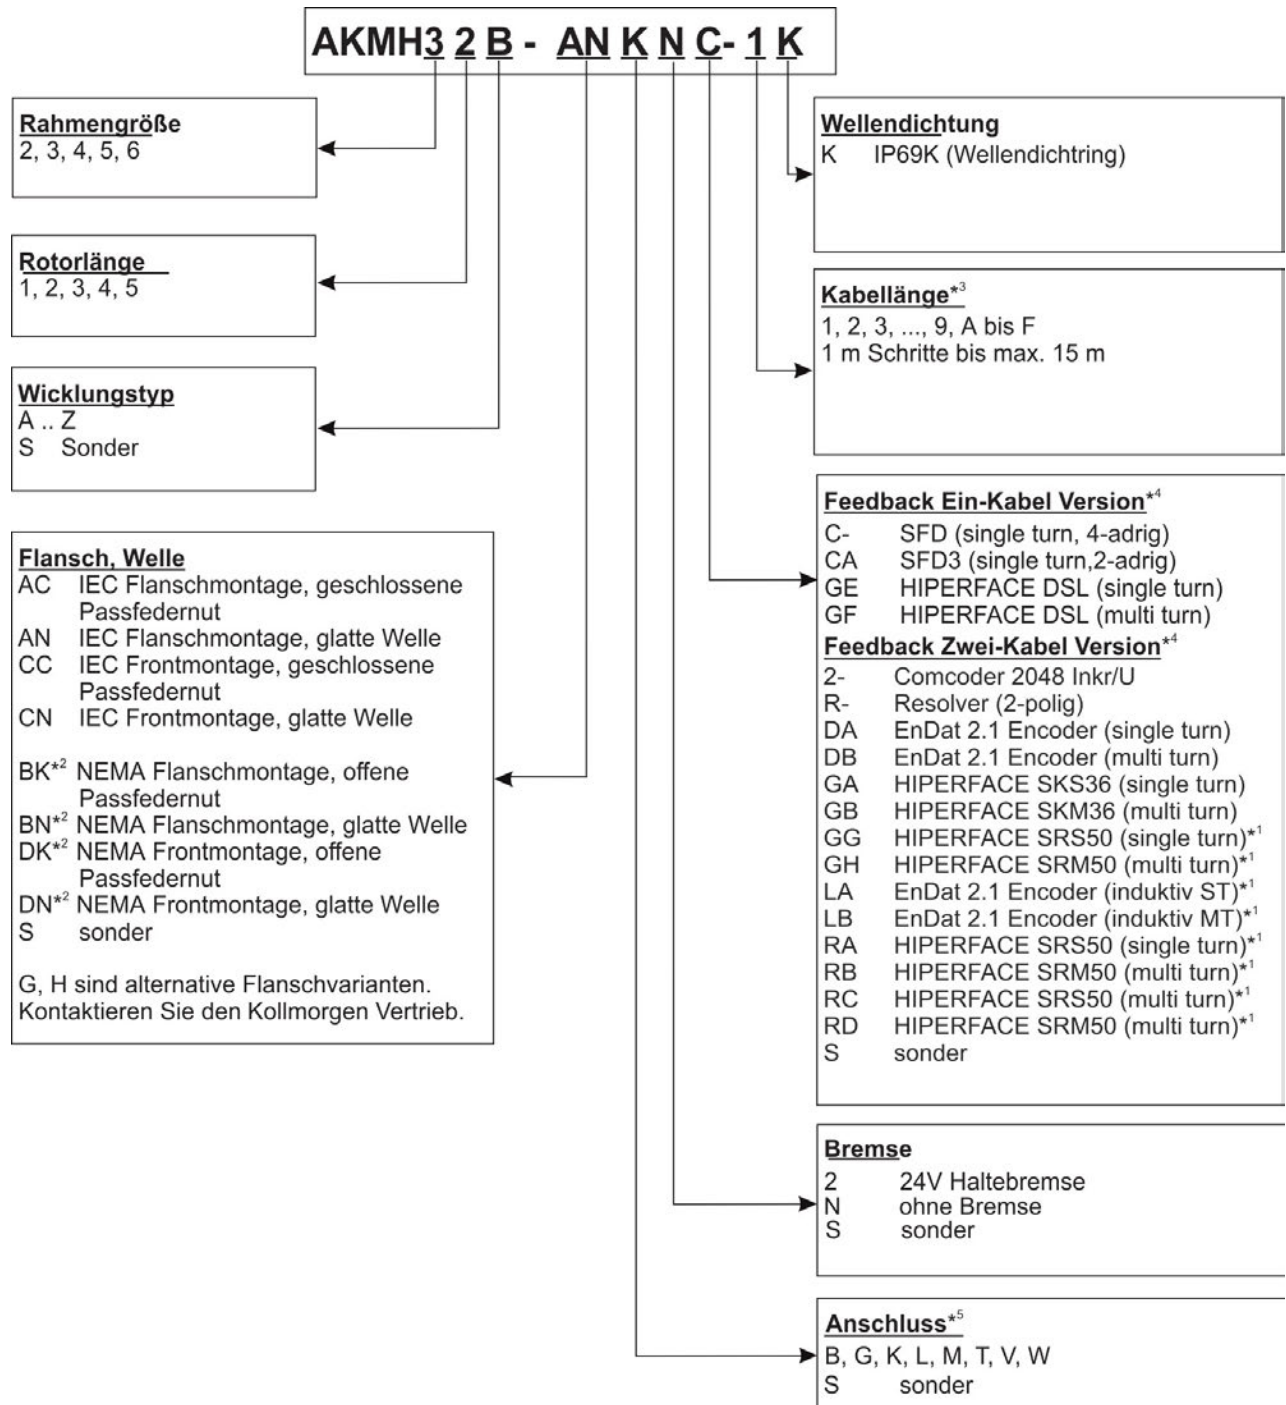 AKMH32B - AN K N C- 1 K
Rahmengröße
2, 3, 4, 5, 6
Rotorlänge
1, 2, 3, 4, 5
Wicklungstyp
A .. Z
S Sonder
Flansch, Welle
AC IEC Flanschmontage, geschlossene
Passfedernut
AN IEC Flanschmontage, glatte Welle
CC IEC Frontmontage, geschlossene
Passfedernut
CN IEC Frontmontage, glatte Welle
BK*² NEMA Flanschmontage, offene
Passfedernut
BN*² NEMA Flanschmontage, glatte Welle
DK*² NEMA Frontmontage, offene
Passfedernut
DN*² NEMA Frontmontage, glatte Welle
S sonder
G, H sind alternative Flanschvarianten.
Kontaktieren Sie den Kollmorgen Vertrieb.
Wellendichtung
K IP69K (Wellendichtring)
Kabellänge*³
1, 2, 3, ..., 9, A bis F
1 m Schritte bis max. 15 m
Feedback Ein-Kabel Version*⁴
C- SFD (single turn, 4-adrig)
CA SFD3 (single turn,2-adrig)
GE HIPERFACE DSL (single turn)
GF HIPERFACE DSL (multi turn)
Feedback Zwei-Kabel Version*⁴
2- Comcoder 2048 Inkr/U
R- Resolver (2-polig)
DA EnDat 2.1 Encoder (single turn)
DB EnDat 2.1 Encoder (multi turn)
GA HIPERFACE SKS36 (single turn)
GB HIPERFACE SKM36 (multi turn)
GG HIPERFACE SRS50 (single turn)*¹
GH HIPERFACE SRM50 (multi turn)*¹
LA EnDat 2.1 Encoder (induktiv ST)*¹
LB EnDat 2.1 Encoder (induktiv MT)*¹
RA HIPERFACE SRS50 (single turn)*¹
RB HIPERFACE SRM50 (multi turn)*¹
RC HIPERFACE SRS50 (multi turn)*¹
RD HIPERFACE SRM50 (multi turn)*¹
S sonder
Bremse
2 24V Haltebremse
N ohne Bremse
S sonder
Anschluss*⁵
B, G, K, L, M, T, V, W
S sonder